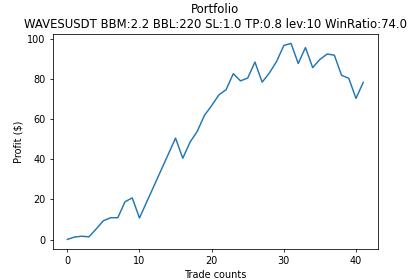 Portfolio
WAVESUSDT BBM:2.2 BBL:220 SL:1.0 TP:0.8 lev:10 WinRatio:74.0
100
80
60
40
20
0
Profit ($)
0 10 20 30 40
Trade counts